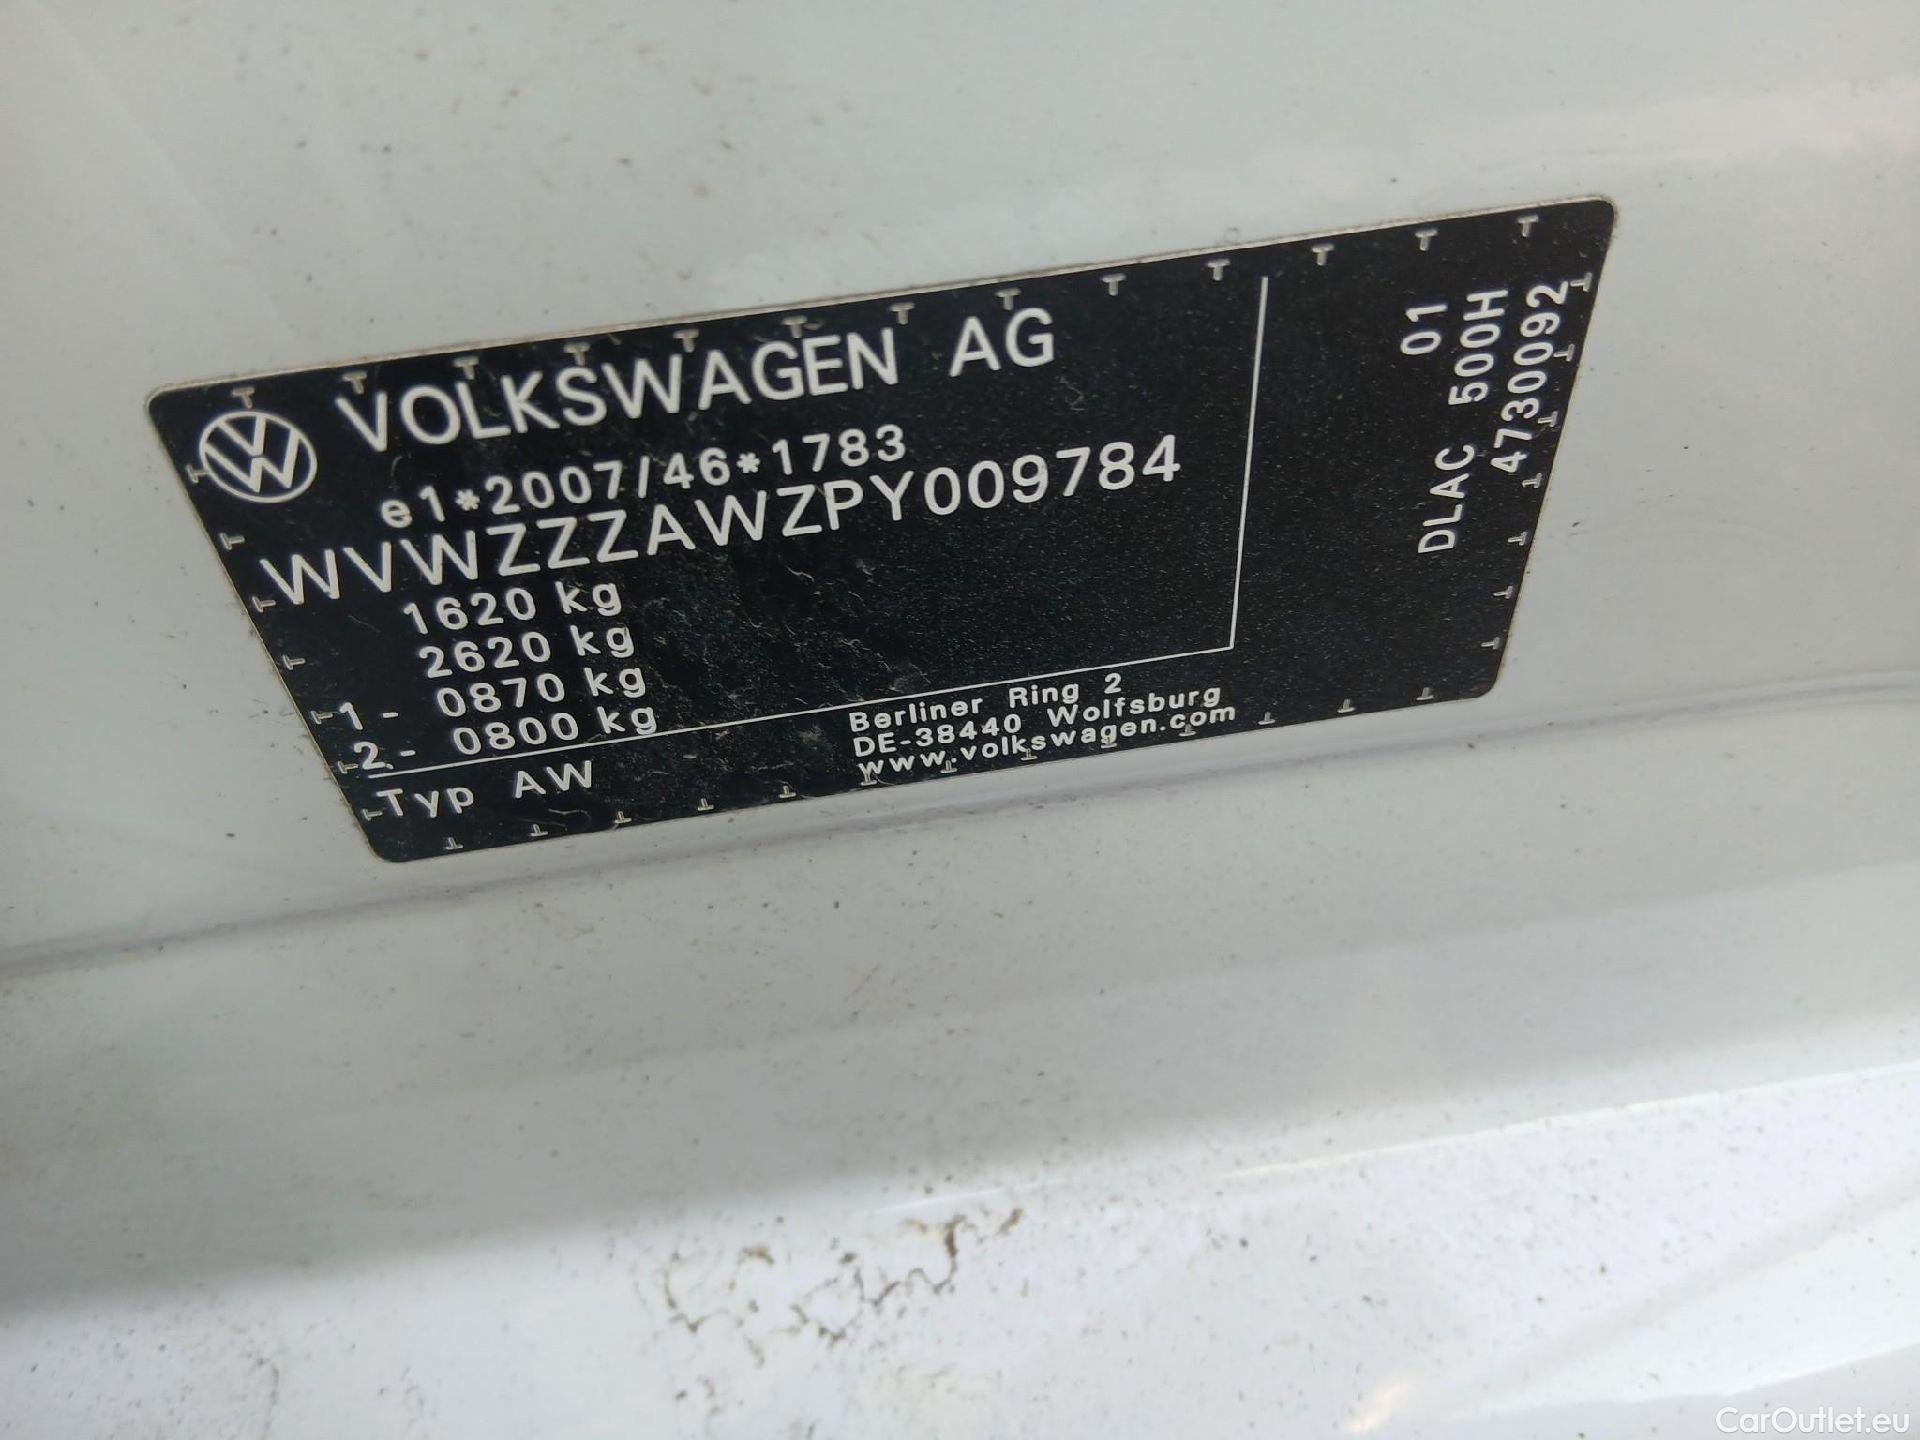 VOLKSWAGEN AG
e1*2007/46*1783
WVWZZZAWZPY009784
1620 kg
2620 kg
1- 0870 kg
2- 0800 kg
Typ AW
Berliner Ring 2
DE-38440 Wolfsburg
www.volkswagen.com
01
DLAC 500H
4730092
CarOutlet.eu